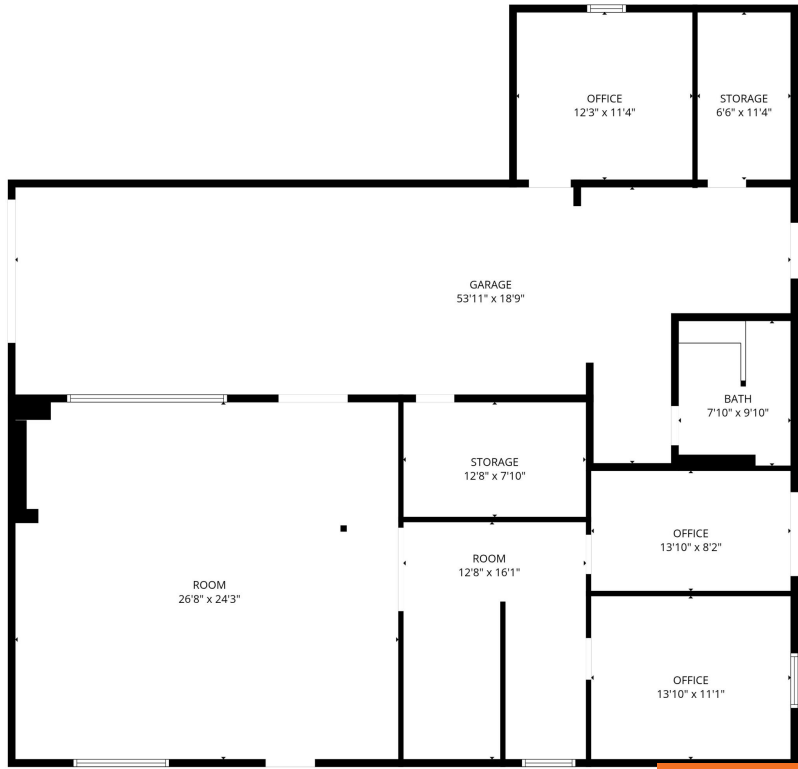 OFFICE
12'3" x 11'4"
STORAGE
6'6" x 11'4"
GARAGE
53'11" x 18'9"
BATH
7'10" x 9'10"
STORAGE
12'8" x 7'10"
OFFICE
13'10" x 8'2"
ROOM
12'8" x 16'1"
ROOM
26'8" x 24'3"
OFFICE
13'10" x 11'1"